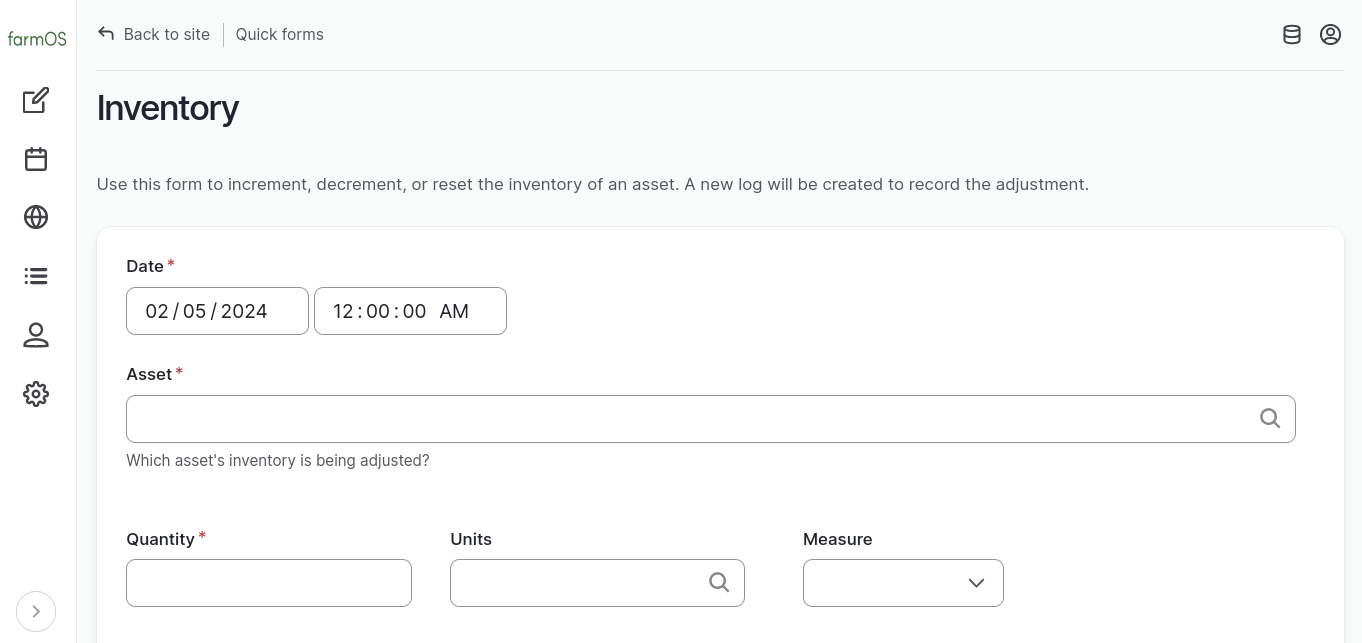 farmOS
Back to site
Quick forms
Inventory
Use this form to increment, decrement, or reset the inventory of an asset. A new log will be created to record the adjustment.
Date *
02/05/2024 12:00:00 AM
Asset *
Which asset's inventory is being adjusted?
Quantity * Units Measure